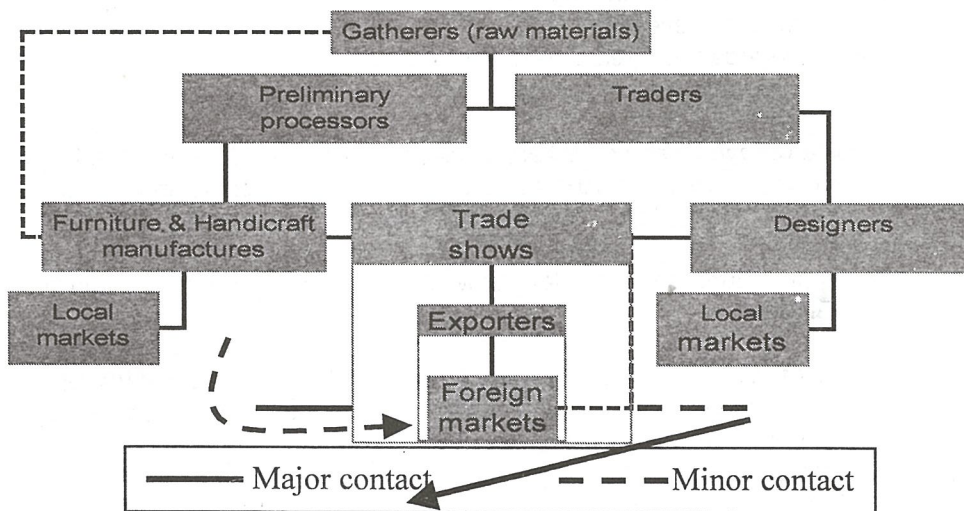 Gatherers (raw materials)
Preliminary
processors
Traders
Furniture & Handicraft
manufactures
Trade
shows
Designers
Local
markets
Exporters
Local
markets
Foreign
markets
Major contact
Minor contact